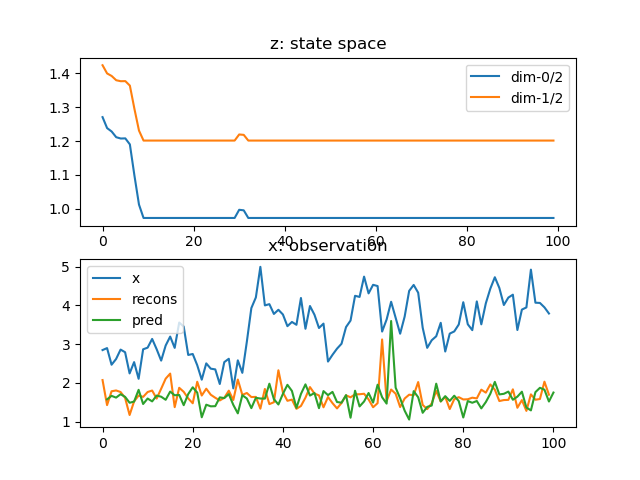 z: state space
1.4
1.3
1.2
1.1
1.0
dim-0/2
dim-1/2
0 20 40 60 80 100
x: observation
5
4
3
2
1
x
recons
pred
0 20 40 60 80 100